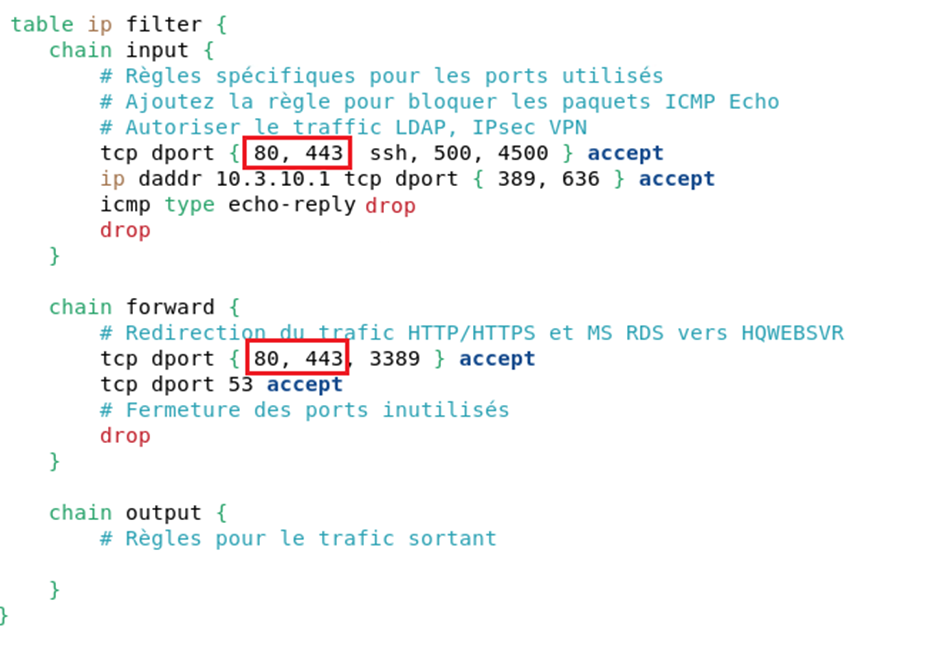 table ip filter {
chain input {
# Règles spécifiques pour les ports utilisés
# Ajoutez la règle pour bloquer les paquets ICMP Echo
# Autoriser le traffic LDAP, IPsec VPN
tcp dport { 80, 443 ssh, 500, 4500 } accept
ip daddr 10.3.10.1 tcp dport { 389, 636 } accept
icmp type echo-reply drop
drop
}
chain forward {
# Redirection du trafic HTTP/HTTPS et MS RDS vers HQWEBSVR
tcp dport { 80, 443, 3389 } accept
tcp dport 53 accept
# Fermeture des ports inutilisés
drop
}
chain output {
# Règles pour le trafic sortant
}
}